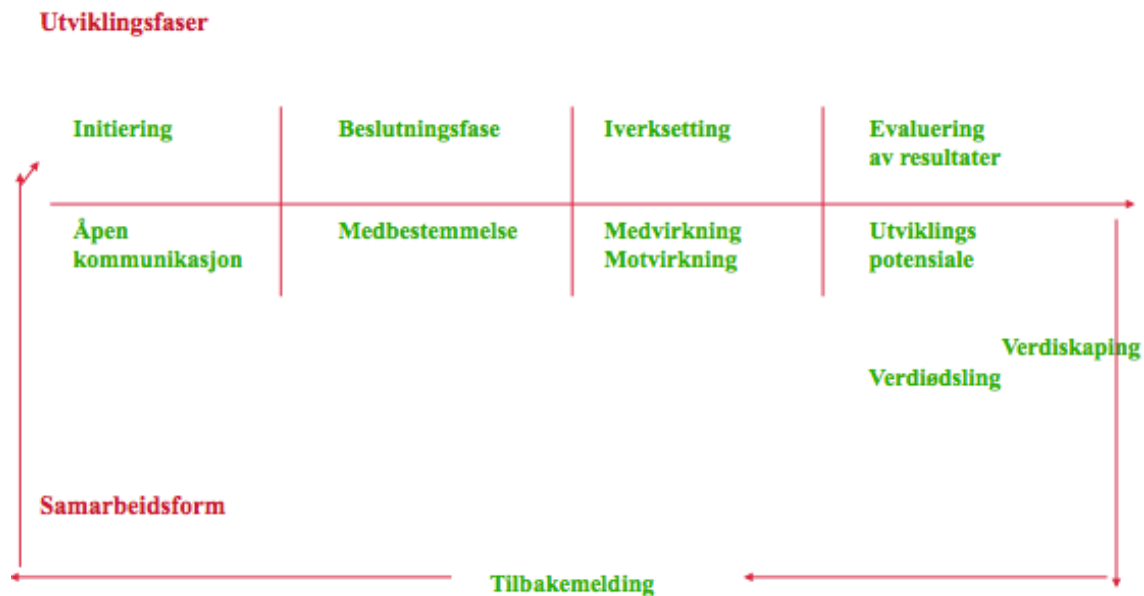 Utviklingsfaser
Initiering
Beslutningsfase
Iverksetting
Evaluering
av resultater
Åpen
kommunikasjon
Medbestemmelse
Medvirkning
Motvirkning
Utviklings
potensiale
Verdiskaping
Verdiødsling
Samarbeidsform
Tilbakemelding